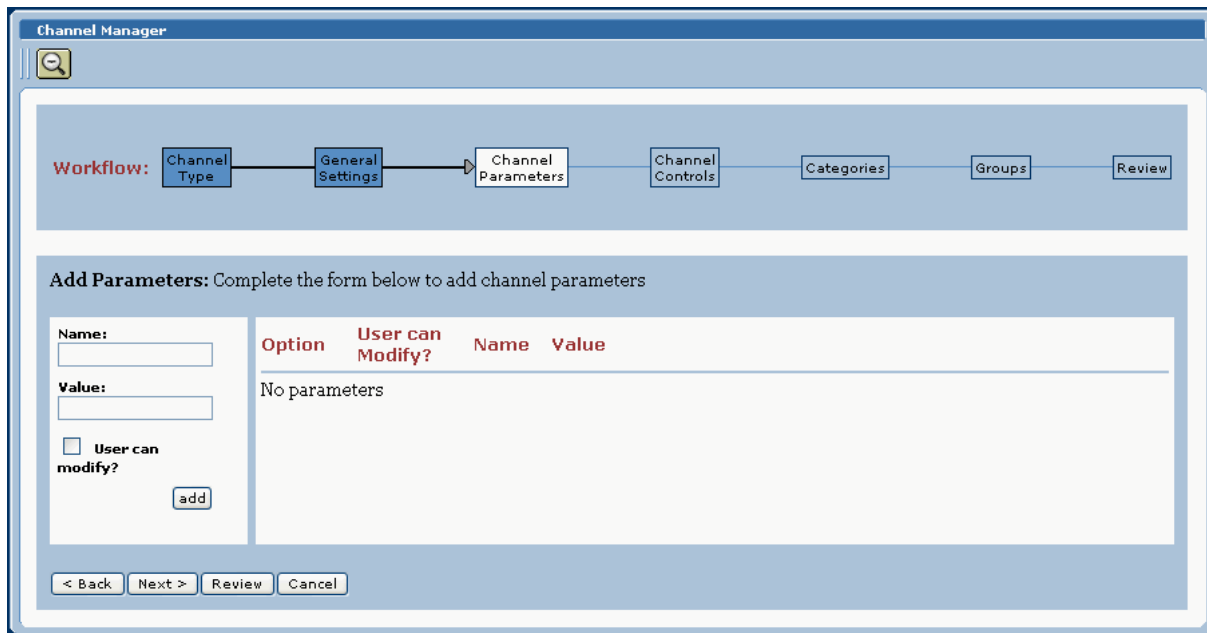 Channel Manager
Workflow:
Channel
Type
General
Settings
Channel
Parameters
Channel
Controls
Categories
Groups
Review
Add Parameters: Complete the form below to add channel parameters
Name:
Value:
User can
modify?
add
Option
User can
Modify?
Name
Value
No parameters
< Back
Next >
Review
Cancel